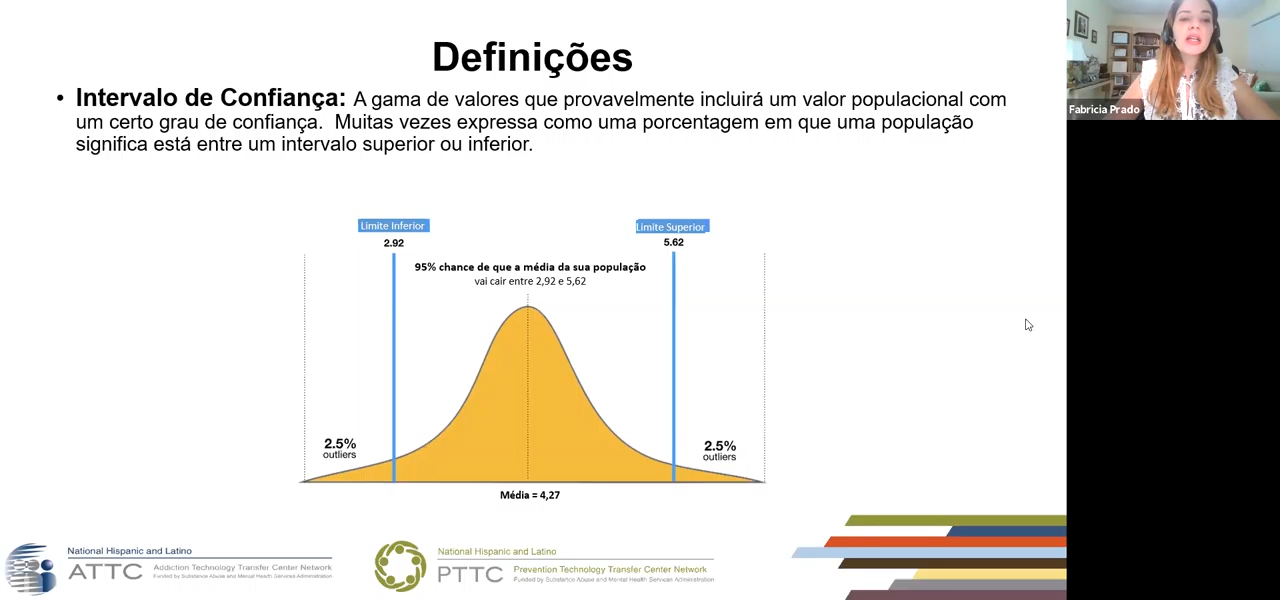 Definições
• Intervalo de Confiança: A gama de valores que provavelmente incluirá um valor populacional com
um certo grau de confiança. Muitas vezes expressa como uma porcentagem em que uma população
significa está entre um intervalo superior ou inferior.
Fabricia Prado
Limite Inferior
2.92
Limite Superior
5.62
95% chance de que a média da sua população
vai cair entre 2,92 e 5,62
2.5%
outliers
2.5%
outliers
Média = 4,27
National Hispanic and Latino
ATTC
Addiction Technology Transfer Center Network
Funded by Substance Abuse and Mental Health Services Administration
National Hispanic and Latino
PTTC
Prevention Technology Transfer Center Network
Funded by Substance Abuse and Mental Health Services Administration